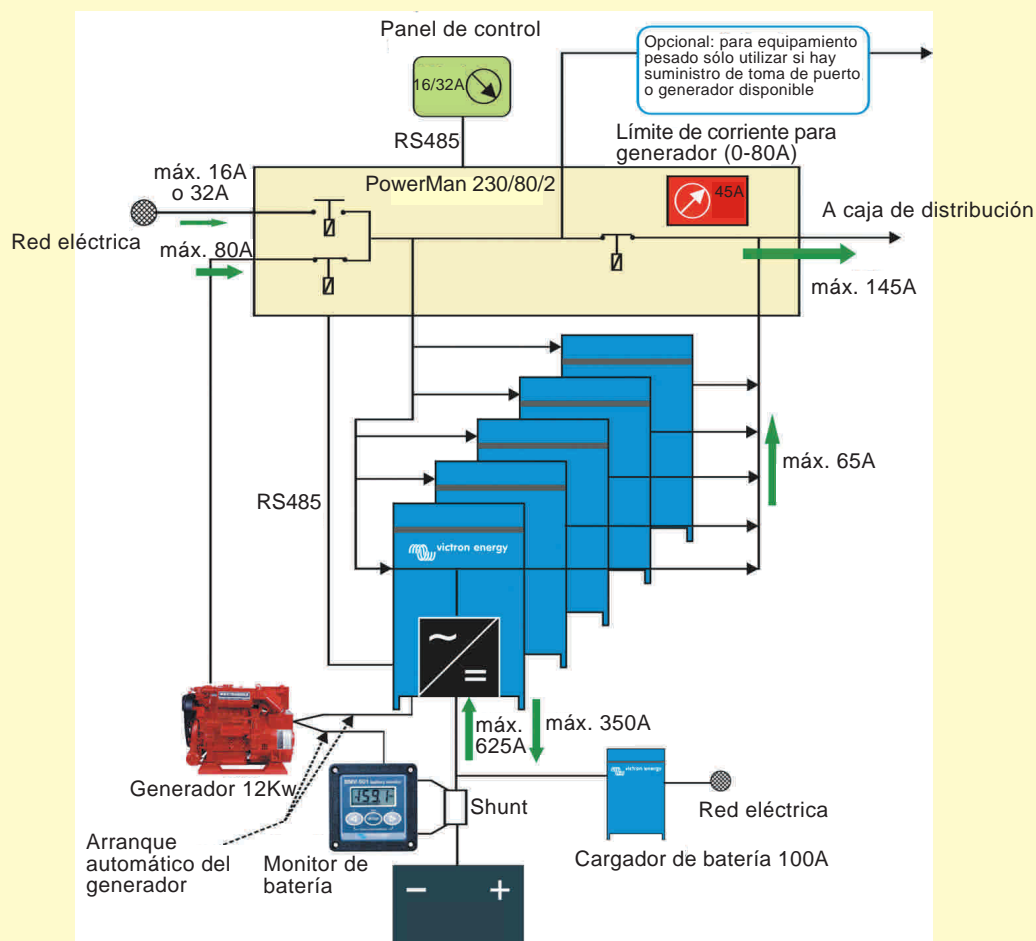 Panel de control
16/32A
Opcional: para equipamiento
pesado sólo utilizar si hay
suministro de toma de puerto
o generador disponible
RS485
Límite de corriente para
generador (0-80A)
máx. 16A
o 32A
PowerMan 230/80/2
45A
Red eléctrica
A caja de distribución
máx. 80A
máx. 145A
máx. 65A
RS485
victron energy
~
=
máx.
625A
máx. 350A
Generador 12Kw
Shunt
victron energy
Red eléctrica
Arranque
automático del
generador
Monitor de
batería
Cargador de batería 100A
− +